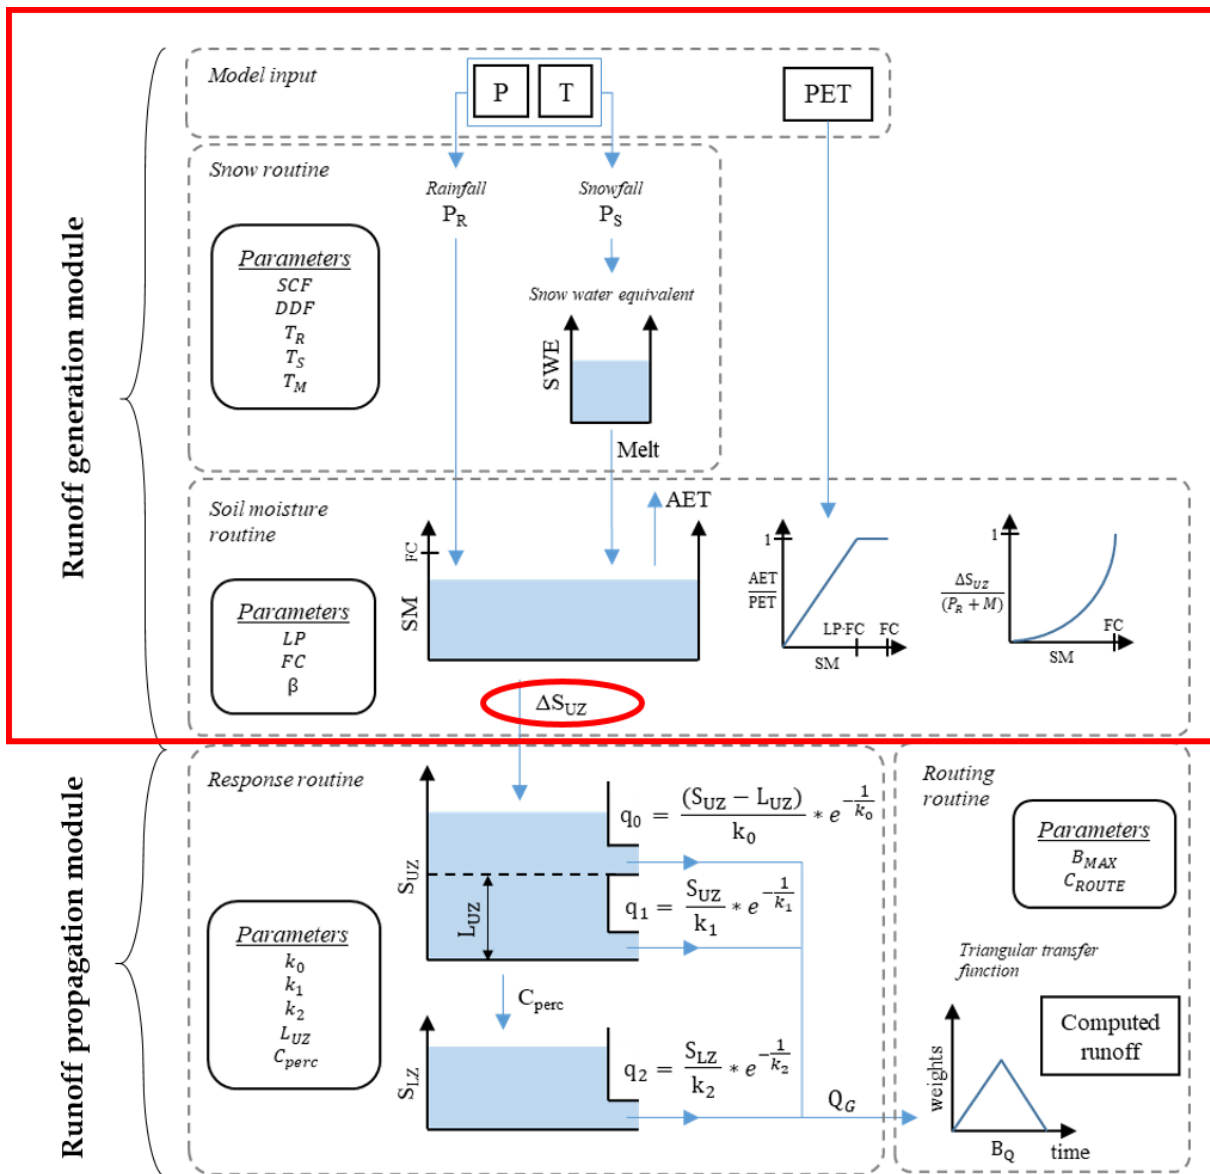 Runoff generation module
Model input
P
T
PET
Snow routine
Rainfall
P_R
Snowfall
P_S
Parameters
SCF
DDF
T_R
T_S
T_M
Snow water equivalent
SWE
Melt
Soil moisture
routine
AET
Parameters
LP
FC
β
FC
SM
1
AET
PET
LP·FC FC
SM
1
ΔS_UZ
(P_R + M)
FC
SM
ΔS_UZ
Runoff propagation module
Response routine
Parameters
k_0
k_1
k_2
L_UZ
C_perc
S_UZ
L_UZ
q_0 = (S_UZ − L_UZ)/k_0 * e^{-1/k_0}
q_1 = S_UZ/k_1 * e^{-1/k_1}
C_perc
S_LZ
q_2 = S_LZ/k_2 * e^{-1/k_2}
Q_G
Routing
routine
Parameters
B_MAX
C_ROUTE
Triangular transfer
function
Computed
runoff
weights
B_Q
time